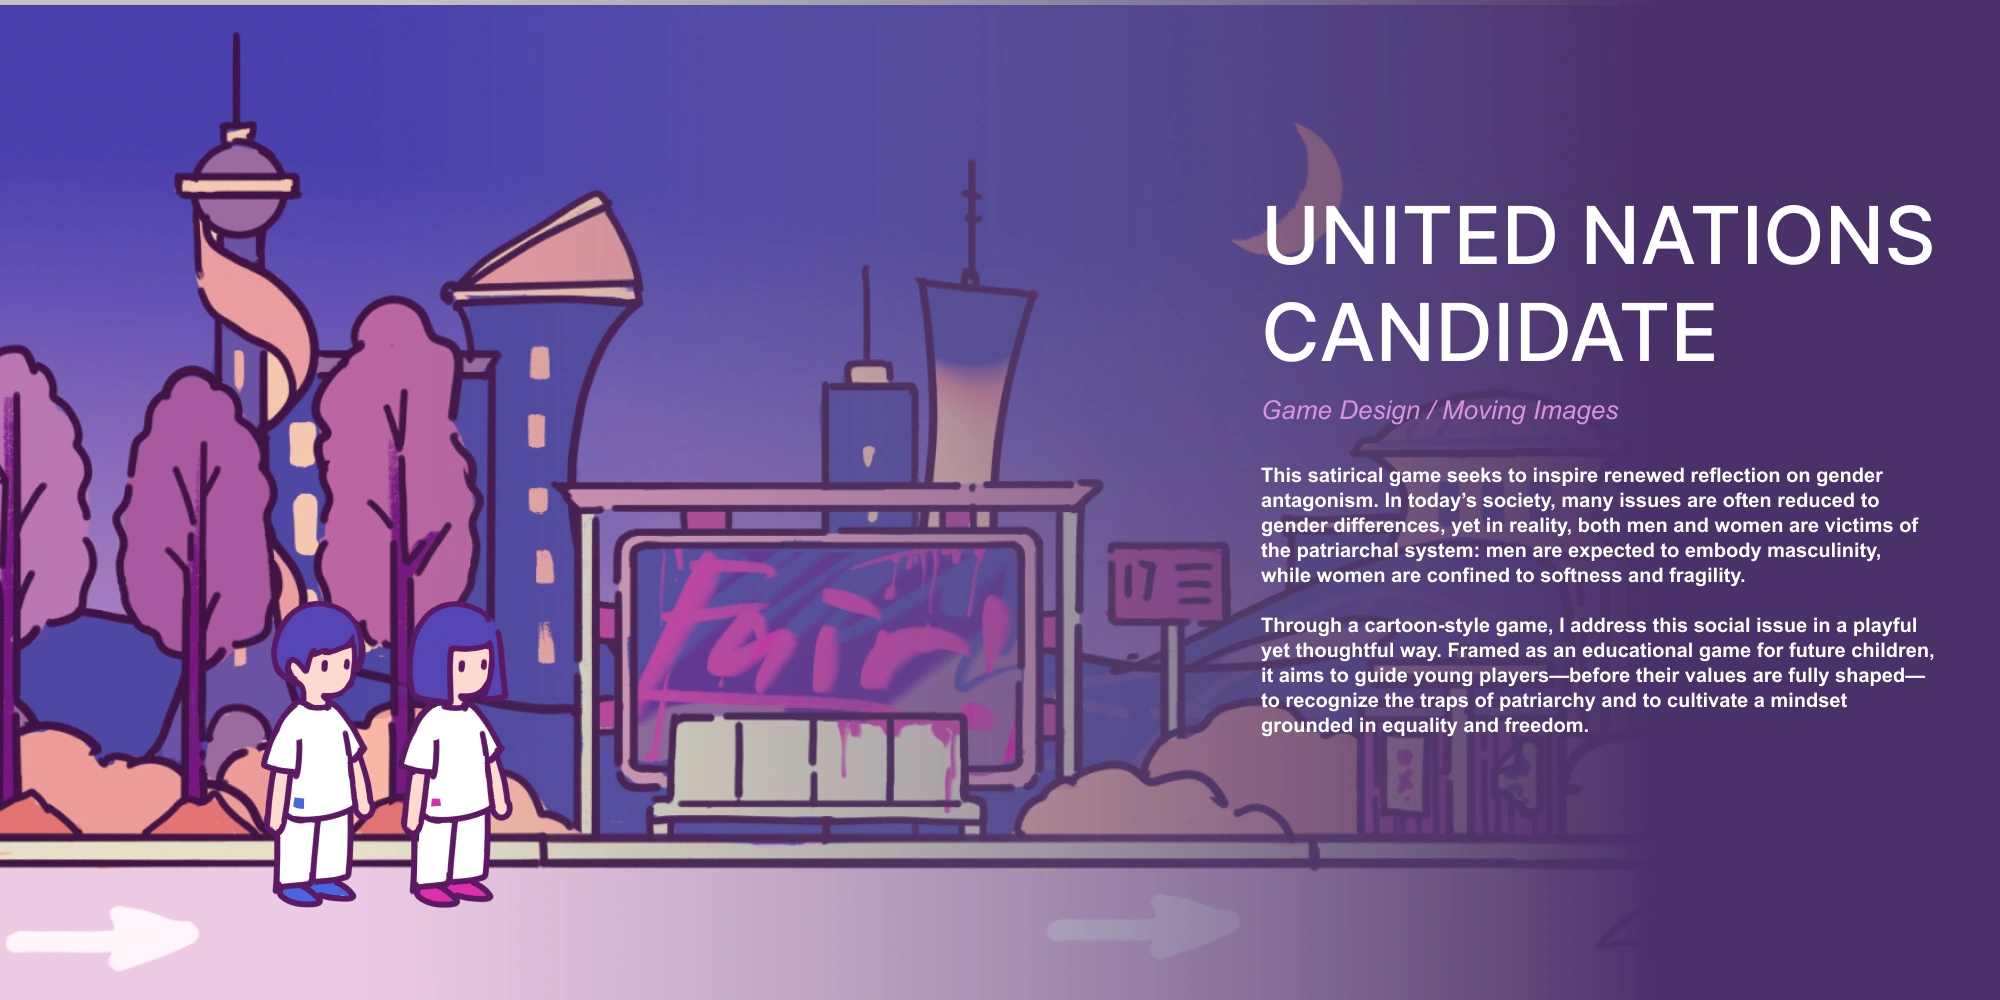 UNITED NATIONS
CANDIDATE
Game Design / Moving Images
This satirical game seeks to inspire renewed reflection on gender
antagonism. In today’s society, many issues are often reduced to
gender differences, yet in reality, both men and women are victims of
the patriarchal system: men are expected to embody masculinity,
while women are confined to softness and fragility.
Through a cartoon-style game, I address this social issue in a playful
yet thoughtful way. Framed as an educational game for future children,
it aims to guide young players—before their values are fully shaped—
to recognize the traps of patriarchy and to cultivate a mindset
grounded in equality and freedom.
Fair!
17